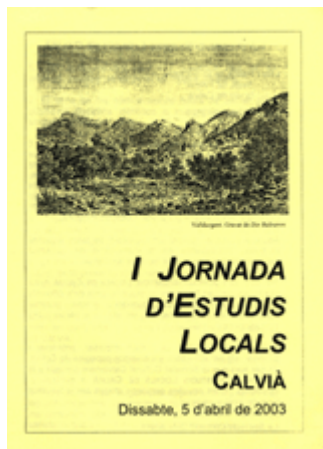 I JORNADA
D'ESTUDIS
LOCALS
CALVIÀ
Dissabte, 5 d'abril de 2003